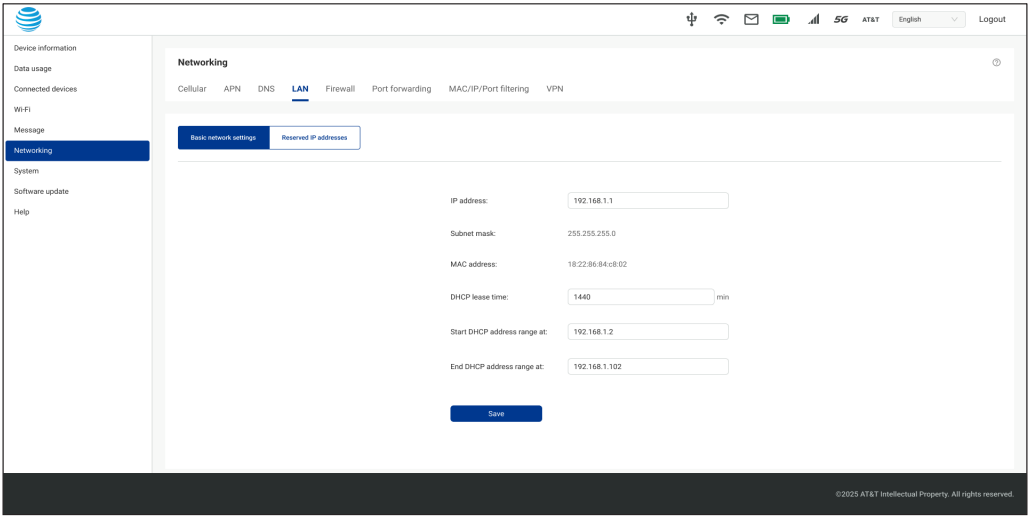 5G AT&T English Logout
Device information
Data usage
Connected devices
Wi-Fi
Message
Networking
System
Software update
Help
Networking
Cellular APN DNS LAN Firewall Port forwarding MAC/IP/Port filtering VPN
Basic network settings Reserved IP addresses
IP address: 192.168.1.1
Subnet mask: 255.255.255.0
MAC address: 18:22:86:84:c8:02
DHCP lease time: 1440 min
Start DHCP address range at: 192.168.1.2
End DHCP address range at: 192.168.1.102
Save
©2025 AT&T Intellectual Property. All rights reserved.